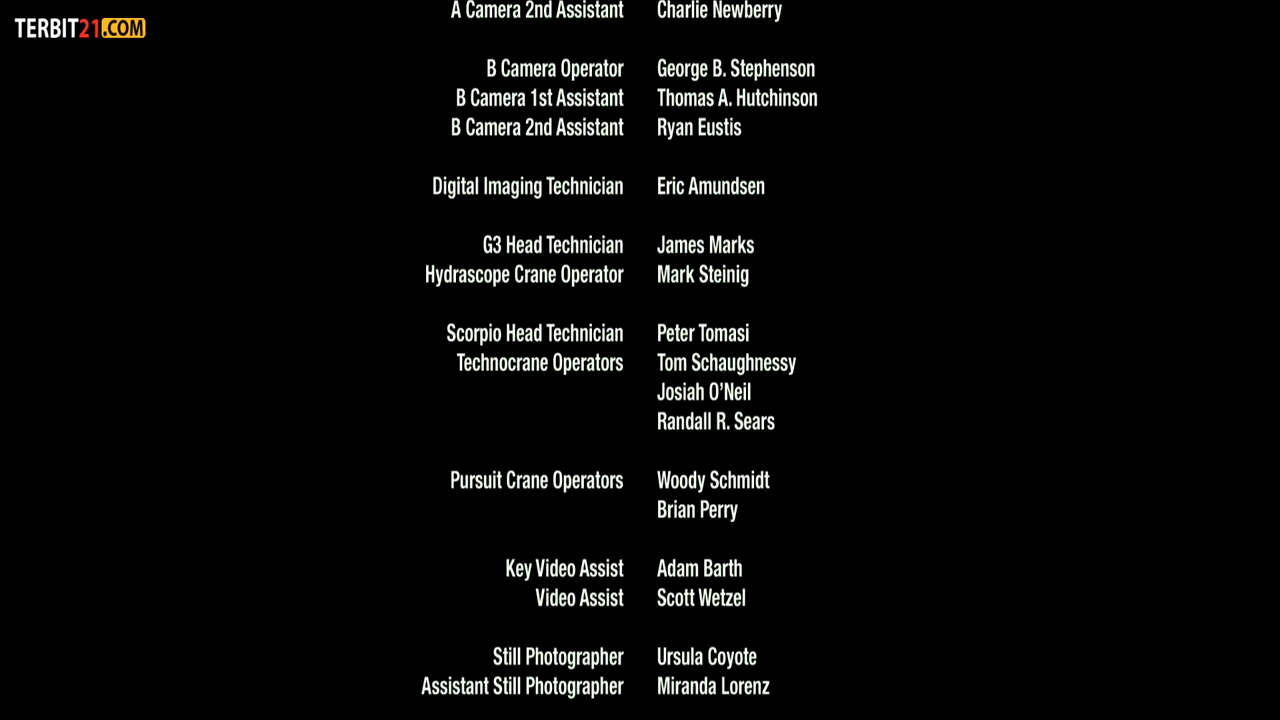 TERBIT21.COM
A Camera 2nd Assistant Charlie Newberry
B Camera Operator George B. Stephenson
B Camera 1st Assistant Thomas A. Hutchinson
B Camera 2nd Assistant Ryan Eustis
Digital Imaging Technician Eric Amundsen
G3 Head Technician James Marks
Hydrascope Crane Operator Mark Steinig
Scorpio Head Technician Peter Tomasi
Technocrane Operators Tom Schaughnessy
Josiah O’Neil
Randall R. Sears
Pursuit Crane Operators Woody Schmidt
Brian Perry
Key Video Assist Adam Barth
Video Assist Scott Wetzel
Still Photographer Ursula Coyote
Assistant Still Photographer Miranda Lorenz